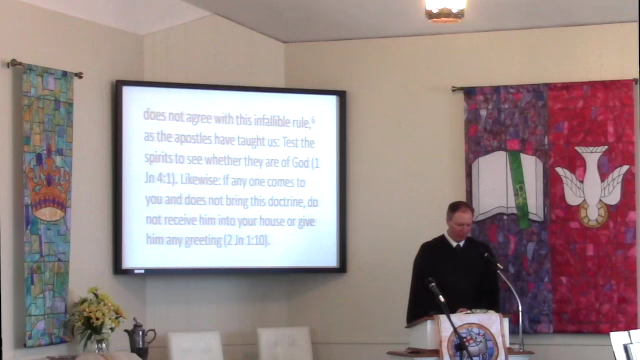 does not agree with this infallible rule,⁶
as the apostles have taught us: Test the
spirits to see whether they are of God (1
Jn 4:1). Likewise: If any one comes to
you and does not bring this doctrine, do
not receive him into your house or give
him any greeting (2 Jn 1:10).